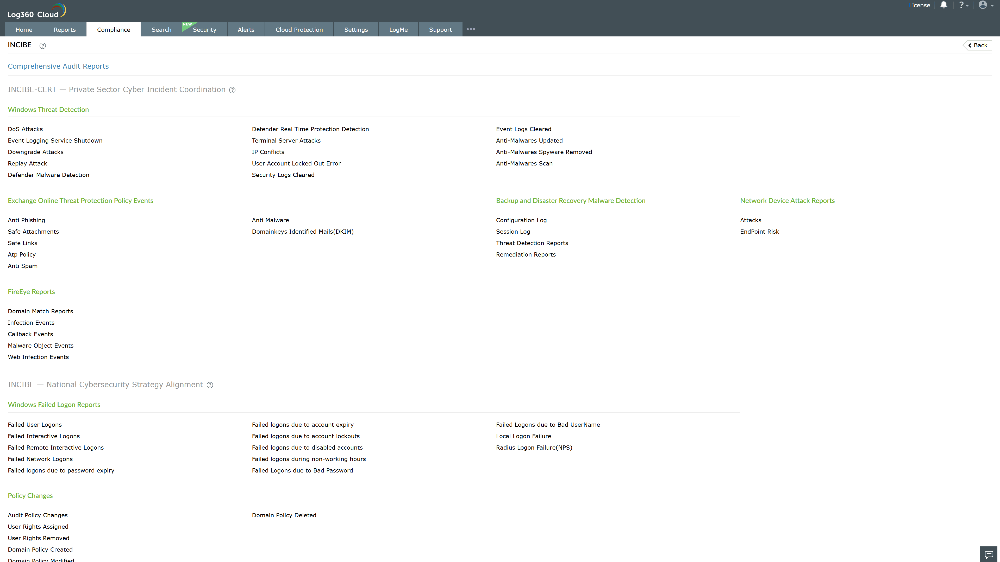 License
?
Log360 Cloud
Home
Reports
Compliance
Search
NEW
Security
Alerts
Cloud Protection
Settings
LogMe
Support
INCIBE ?
Back
Comprehensive Audit Reports
INCIBE-CERT — Private Sector Cyber Incident Coordination ?
Windows Threat Detection
DoS Attacks
Event Logging Service Shutdown
Downgrade Attacks
Replay Attack
Defender Malware Detection
Defender Real Time Protection Detection
Terminal Server Attacks
IP Conflicts
User Account Locked Out Error
Security Logs Cleared
Event Logs Cleared
Anti-Malwares Updated
Anti-Malwares Spyware Removed
Anti-Malwares Scan
Exchange Online Threat Protection Policy Events
Anti Phishing
Safe Attachments
Safe Links
Atp Policy
Anti Spam
Anti Malware
Domainkeys Identified Mails(DKIM)
Backup and Disaster Recovery Malware Detection
Configuration Log
Session Log
Threat Detection Reports
Remediation Reports
Network Device Attack Reports
Attacks
EndPoint Risk
FireEye Reports
Domain Match Reports
Infection Events
Callback Events
Malware Object Events
Web Infection Events
INCIBE — National Cybersecurity Strategy Alignment ?
Windows Failed Logon Reports
Failed User Logons
Failed Interactive Logons
Failed Remote Interactive Logons
Failed Network Logons
Failed logons due to password expiry
Failed logons due to account expiry
Failed logons due to account lockouts
Failed logons due to disabled accounts
Failed logons during non-working hours
Failed Logons due to Bad Password
Failed Logons due to Bad UserName
Local Logon Failure
Radius Logon Failure(NPS)
Policy Changes
Audit Policy Changes
User Rights Assigned
User Rights Removed
Domain Policy Created
Domain Policy Modified
Domain Policy Deleted